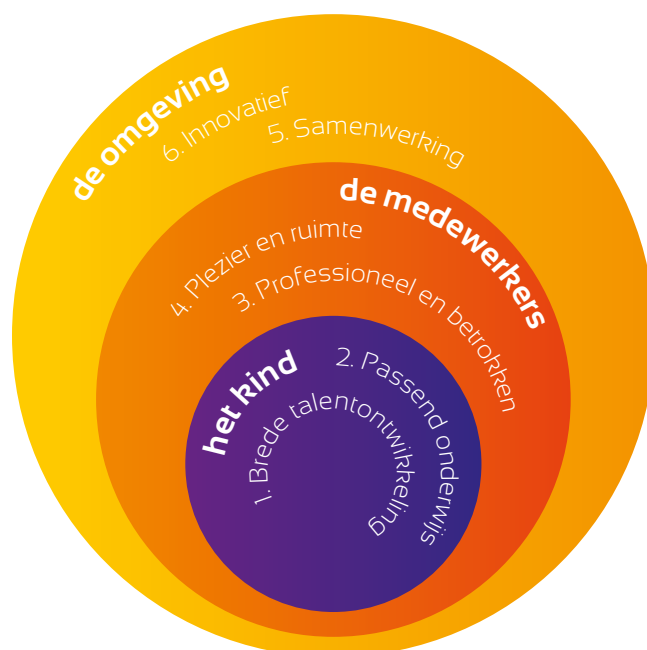 de omgeving
6. Innovatief
5. Samenwerking
de medewerkers
4. Plezier en ruimte
3. Professioneel en betrokken
het kind
2. Passend onderwijs
1. Brede talentontwikkeling